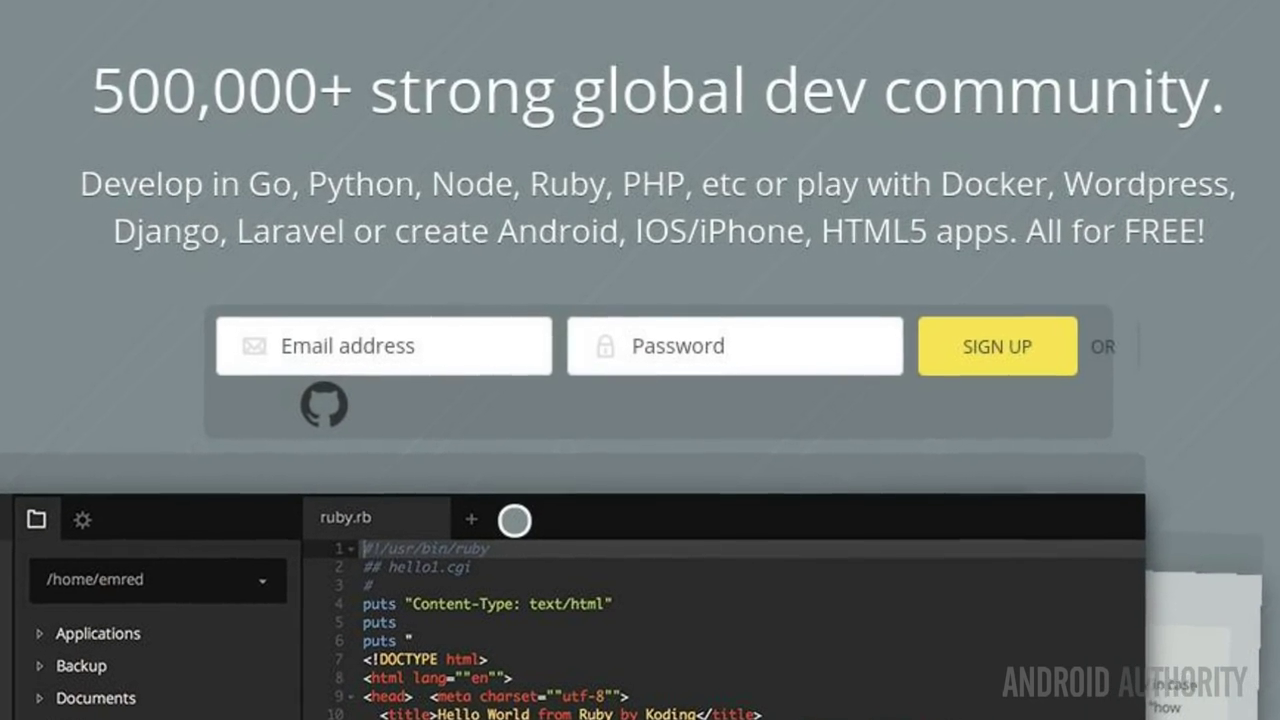 500,000+ strong global dev community.
Develop in Go, Python, Node, Ruby, PHP, etc or play with Docker, Wordpress,
Django, Laravel or create Android, IOS/iPhone, HTML5 apps. All for FREE!
Email address
Password
SIGN UP
OR
ruby.rb
+
/home/emred
Applications
Backup
Documents
1 #!/usr/bin/ruby
2 ## hello1.cgi
3 #
4 puts "Content-Type: text/html"
5 puts
6 puts "
7 <!DOCTYPE html>
8 <html lang=""en"">
9 <head> <meta charset=""utf-8"">
10 <title>Hello World from Ruby by Koding</title>
in case
"how
ANDROID AUTHORITY